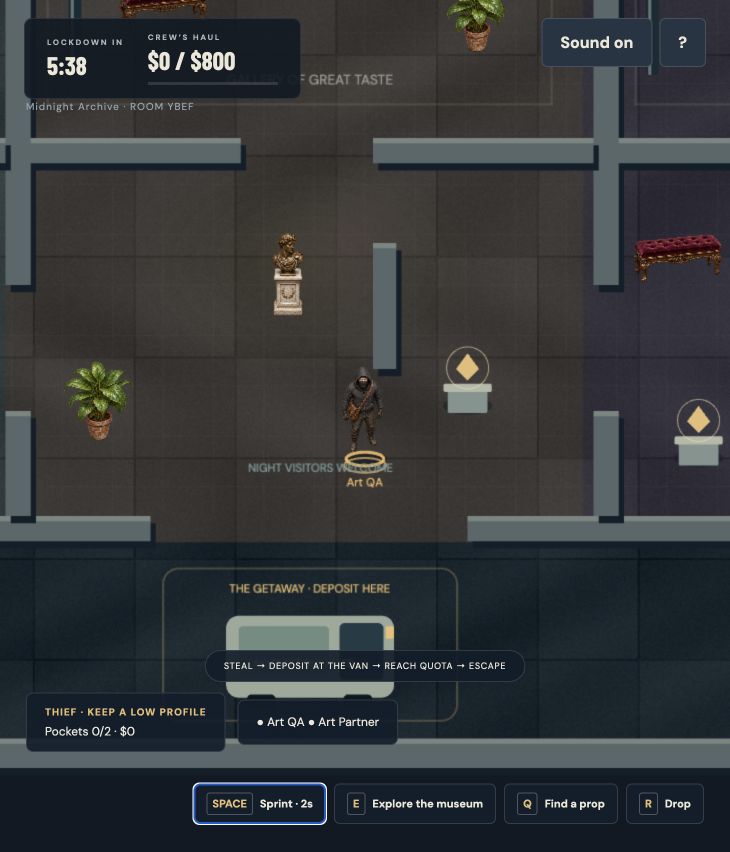 LOCKDOWN IN
5:38
CREW'S HAUL
$0 / $800
Sound on
?
GALLERY OF GREAT TASTE
Midnight Archive · ROOM YBEF
NIGHT VISITORS WELCOME
Art QA
THE GETAWAY · DEPOSIT HERE
STEAL → DEPOSIT AT THE VAN → REACH QUOTA → ESCAPE
THIEF · KEEP A LOW PROFILE
Pockets 0/2 · $0
● Art QA ● Art Partner
SPACE Sprint · 2s
E Explore the museum
Q Find a prop
R Drop